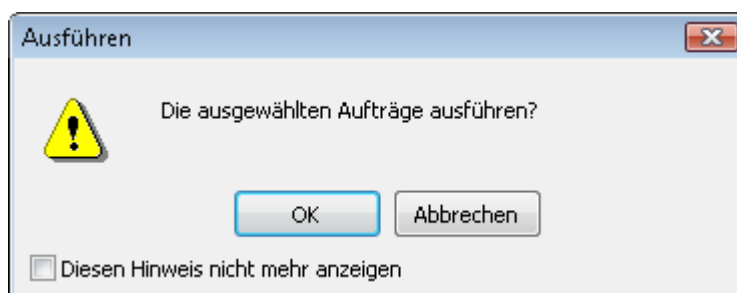 Ausführen
Die ausgewählten Aufträge ausführen?
OK
Abbrechen
Diesen Hinweis nicht mehr anzeigen